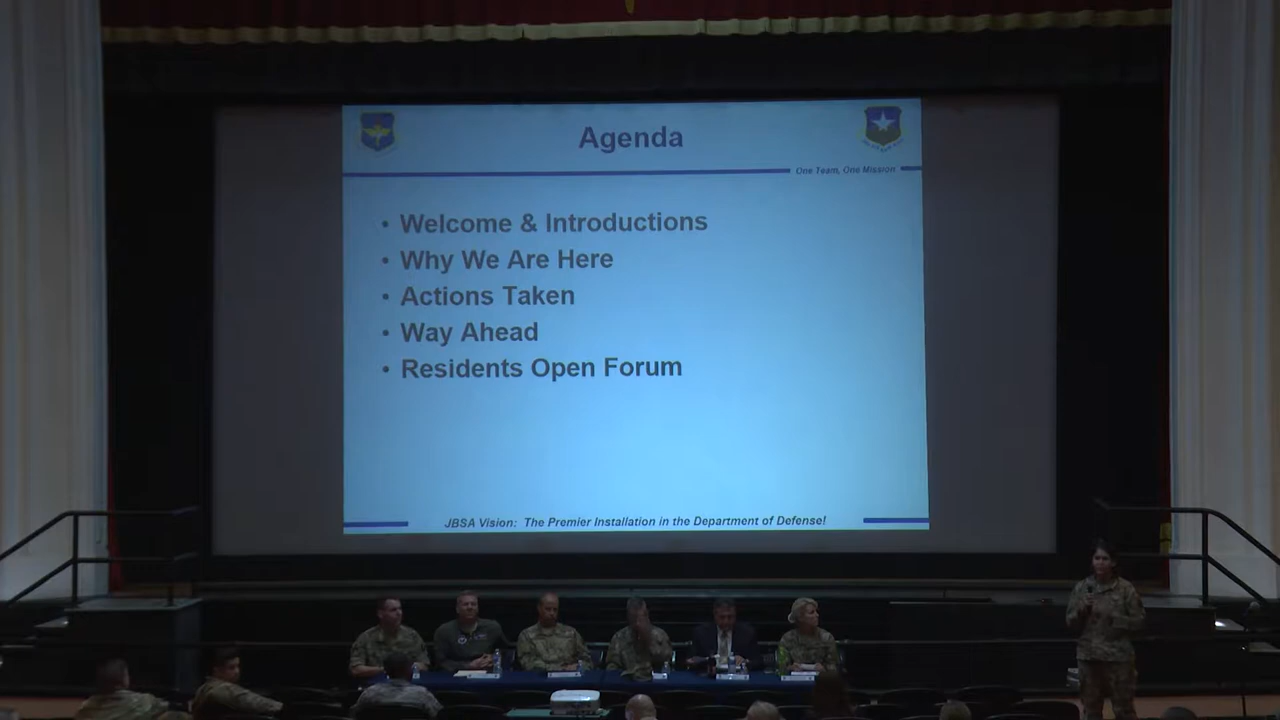 Agenda
One Team, One Mission
• Welcome & Introductions
• Why We Are Here
• Actions Taken
• Way Ahead
• Residents Open Forum
JBSA Vision: The Premier Installation in the Department of Defense!